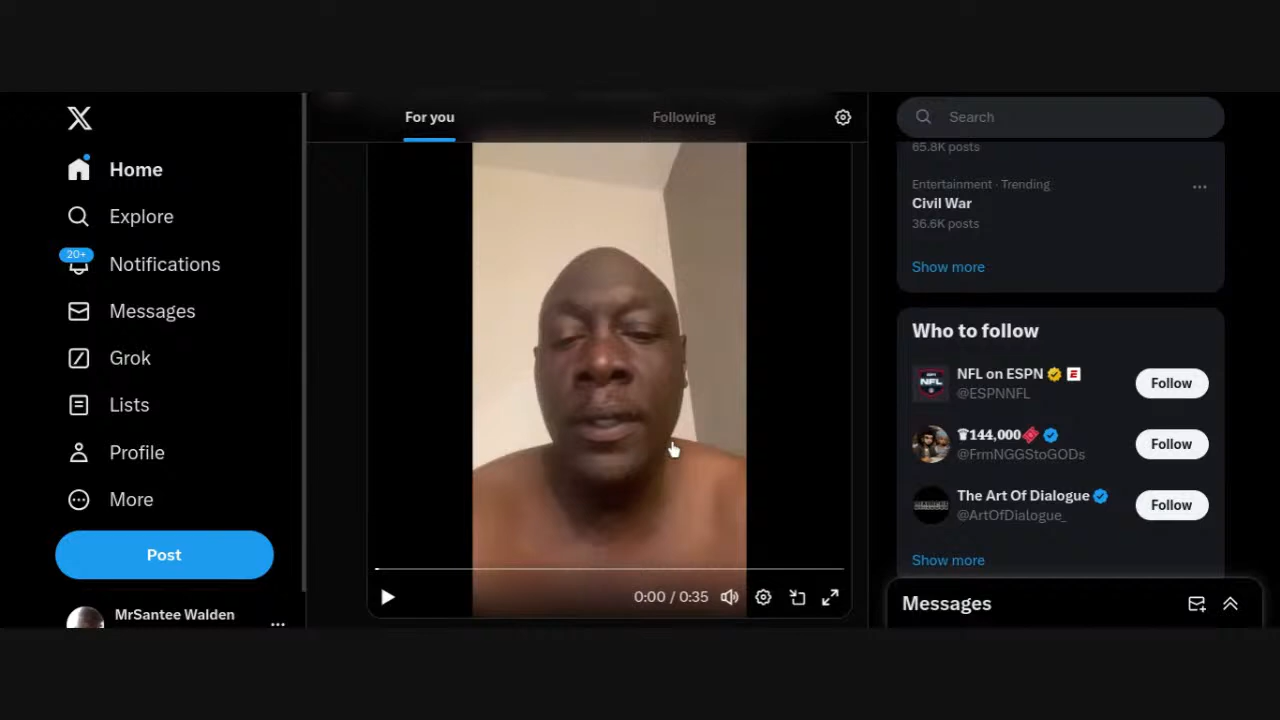 Home
Explore
20+
Notifications
Messages
Grok
Lists
Profile
More
Post
MrSantee Walden
For you
Following
0:00 / 0:35
Search
65.8K posts
Entertainment · Trending
Civil War
36.6K posts
Show more
Who to follow
NFL on ESPN
@ESPNNFL
Follow
♛144,000
@FrmNGGStoGODs
Follow
The Art Of Dialogue
@ArtOfDialogue_
Follow
Show more
Messages